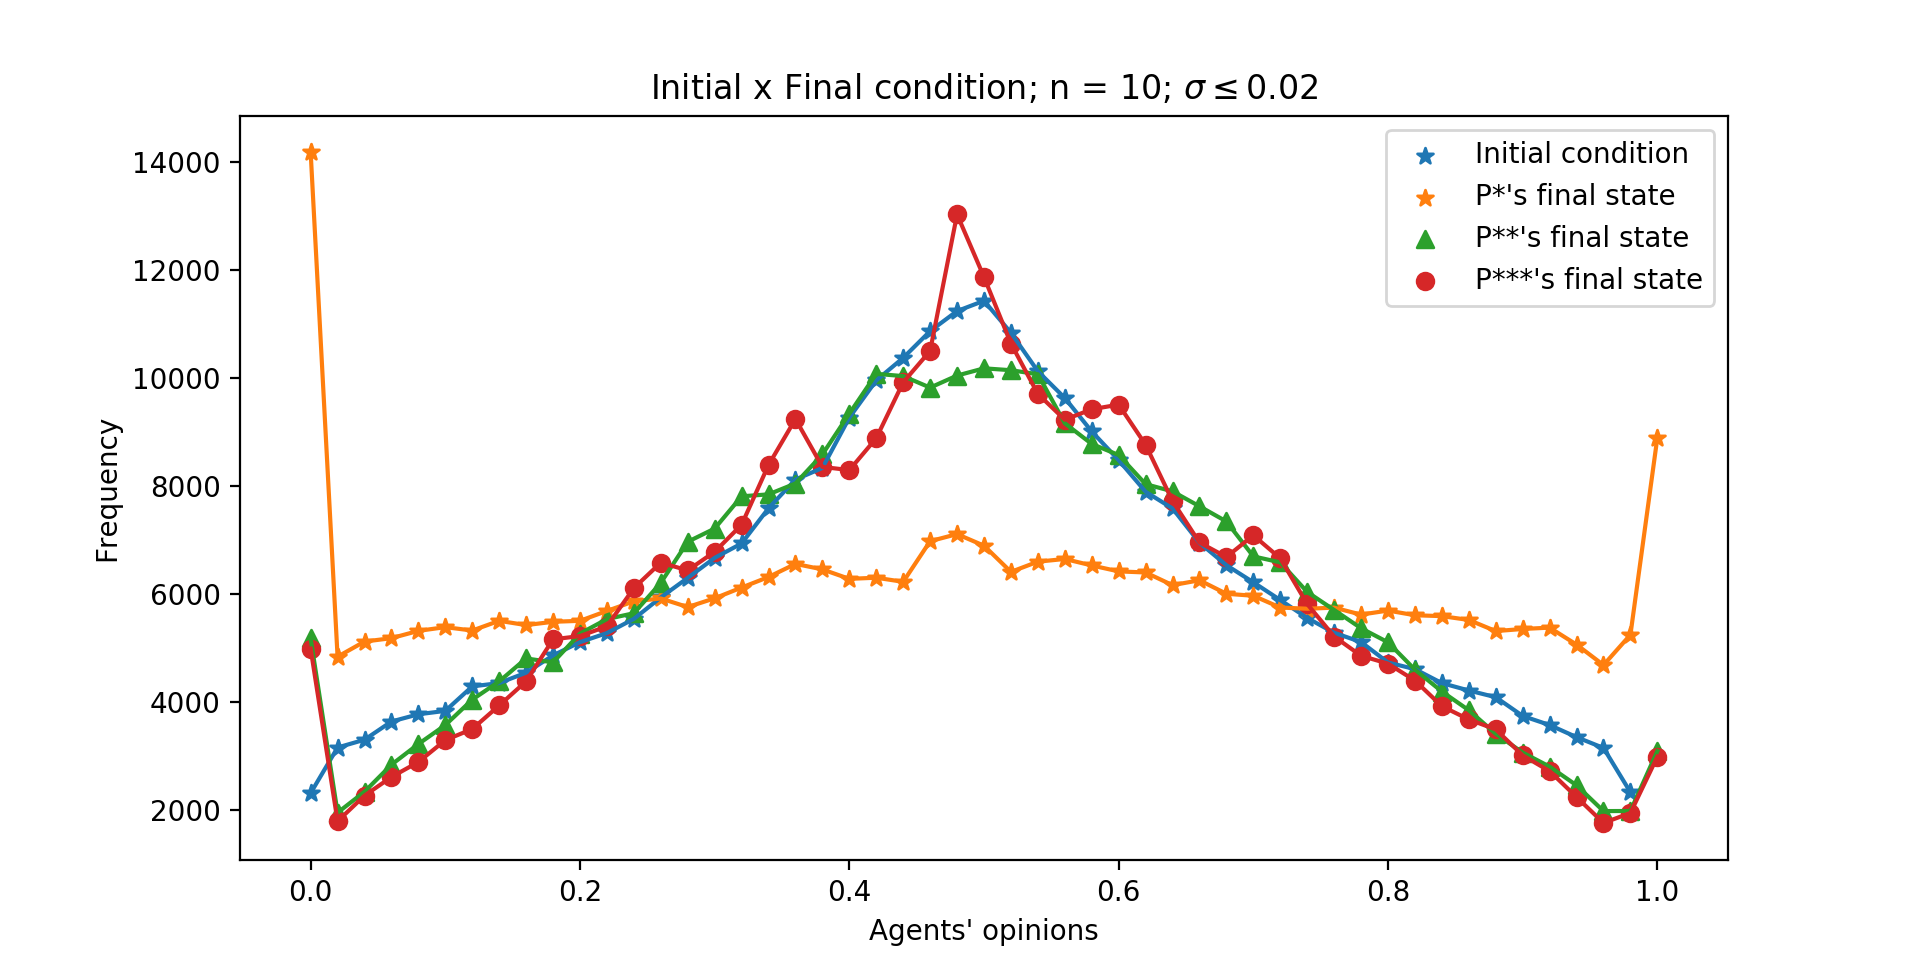 Initial x Final condition; n = 10; σ ≤ 0.02
14000
12000
10000
8000
6000
4000
2000
Frequency
0.0 0.2 0.4 0.6 0.8 1.0
Agents' opinions
Initial condition
P*'s final state
P**'s final state
P***'s final state